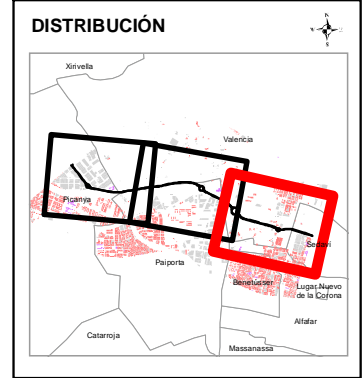 DISTRIBUCIÓN
N
Xirivella
Valencia
Picanya
Sedaví
Paiporta
Benetússer
Lugar Nuevo
de la Corona
Alfafar
Catarroja
Massanassa